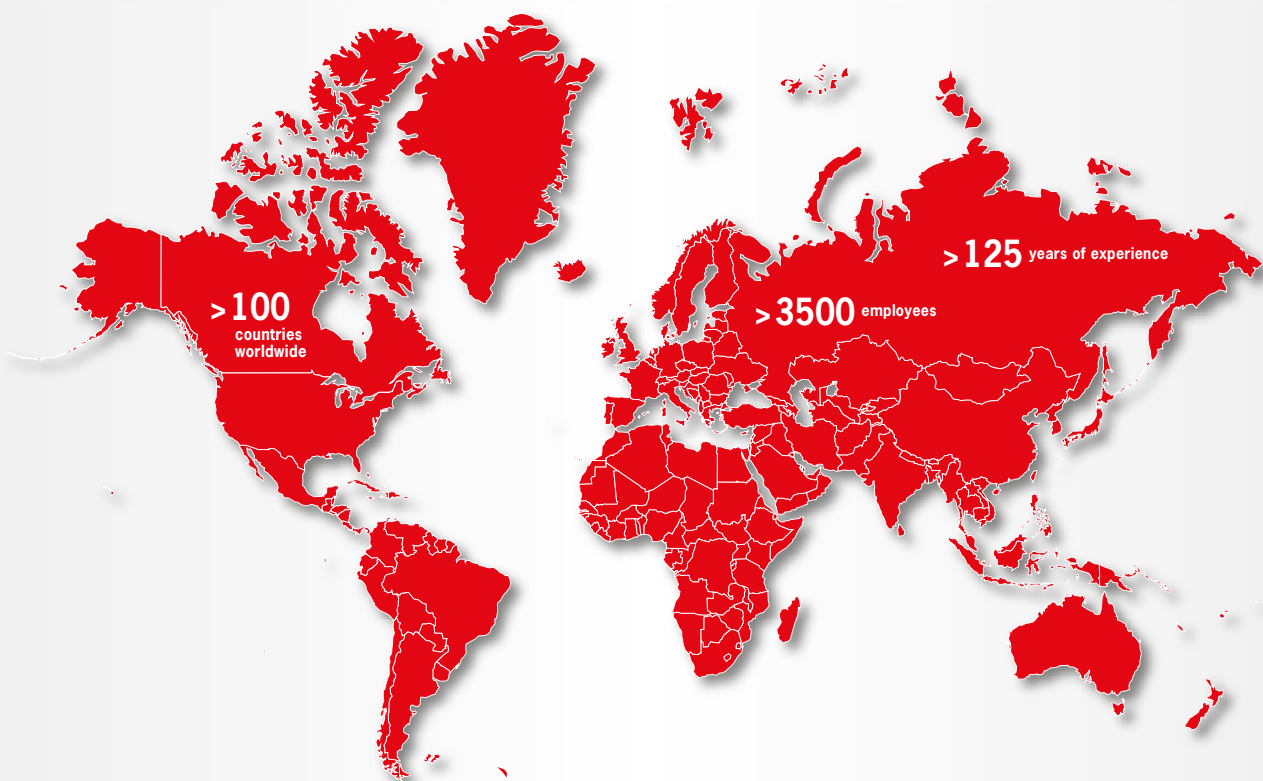 >125 years of experience
>100
countries
worldwide
>3500 employees